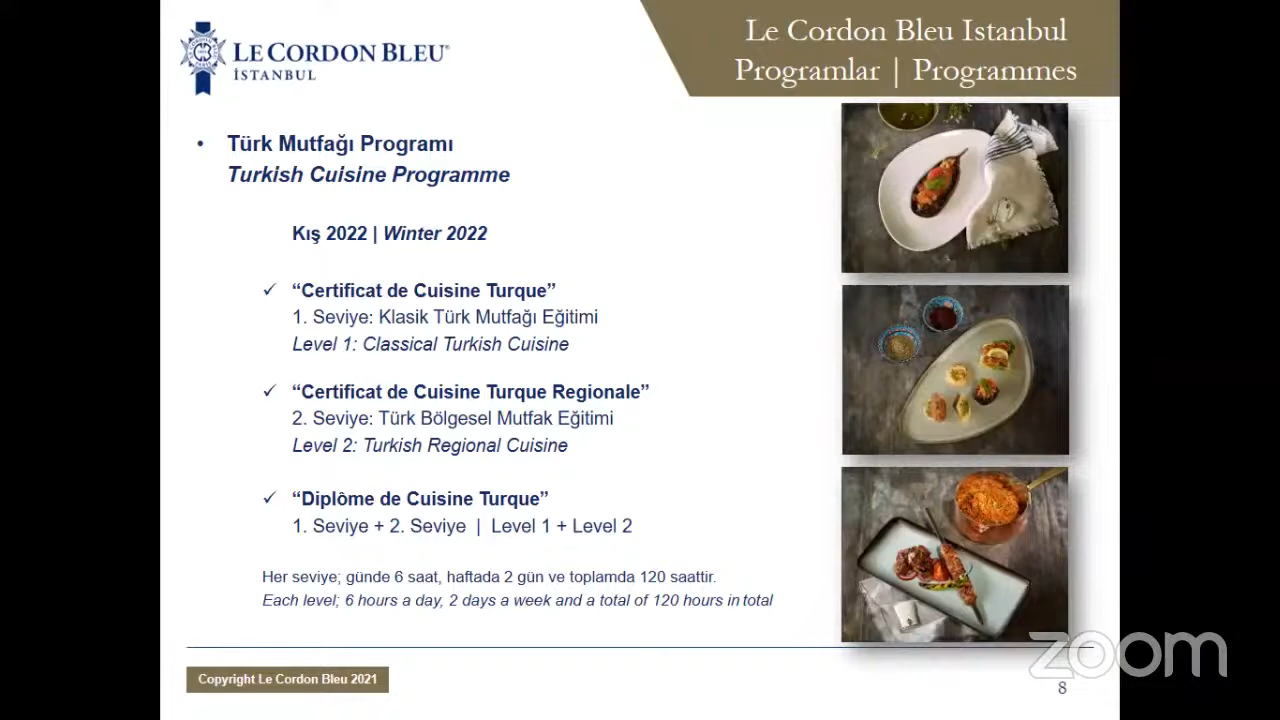 LE CORDON BLEU®
İSTANBUL
Le Cordon Bleu Istanbul
Programlar | Programmes
• Türk Mutfağı Programı
Turkish Cuisine Programme
Kış 2022 | Winter 2022
✓ “Certificat de Cuisine Turque”
1. Seviye: Klasik Türk Mutfağı Eğitimi
Level 1: Classical Turkish Cuisine
✓ “Certificat de Cuisine Turque Regionale”
2. Seviye: Türk Bölgesel Mutfak Eğitimi
Level 2: Turkish Regional Cuisine
✓ “Diplôme de Cuisine Turque”
1. Seviye + 2. Seviye | Level 1 + Level 2
Her seviye; günde 6 saat, haftada 2 gün ve toplamda 120 saattir.
Each level; 6 hours a day, 2 days a week and a total of 120 hours in total
Copyright Le Cordon Bleu 2021
zoom
8